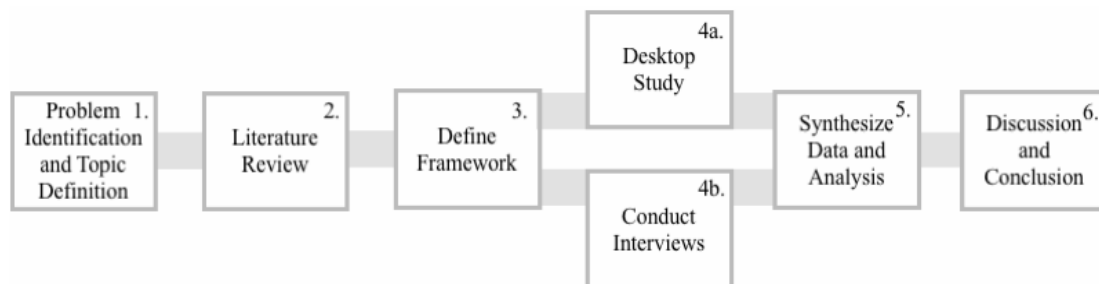 Problem 1.
Identification
and Topic
Definition
2.
Literature
Review
3.
Define
Framework
4a.
Desktop
Study
4b.
Conduct
Interviews
Synthesize 5.
Data and
Analysis
Discussion 6.
and
Conclusion